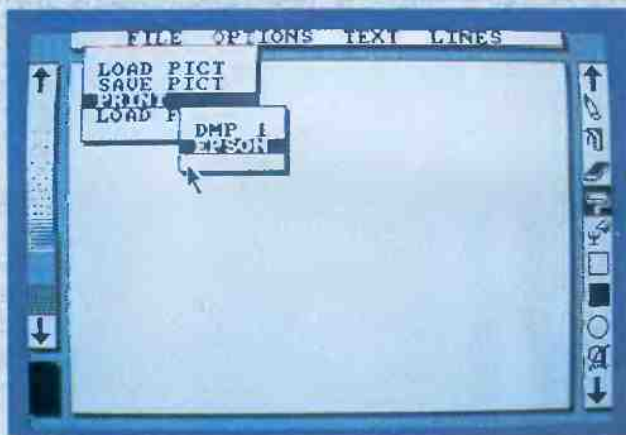 FILE OPTIONS TEXT LINES
LOAD PICT
SAVE PICT
PRINT
LOAD F
DMP 1
EPSON